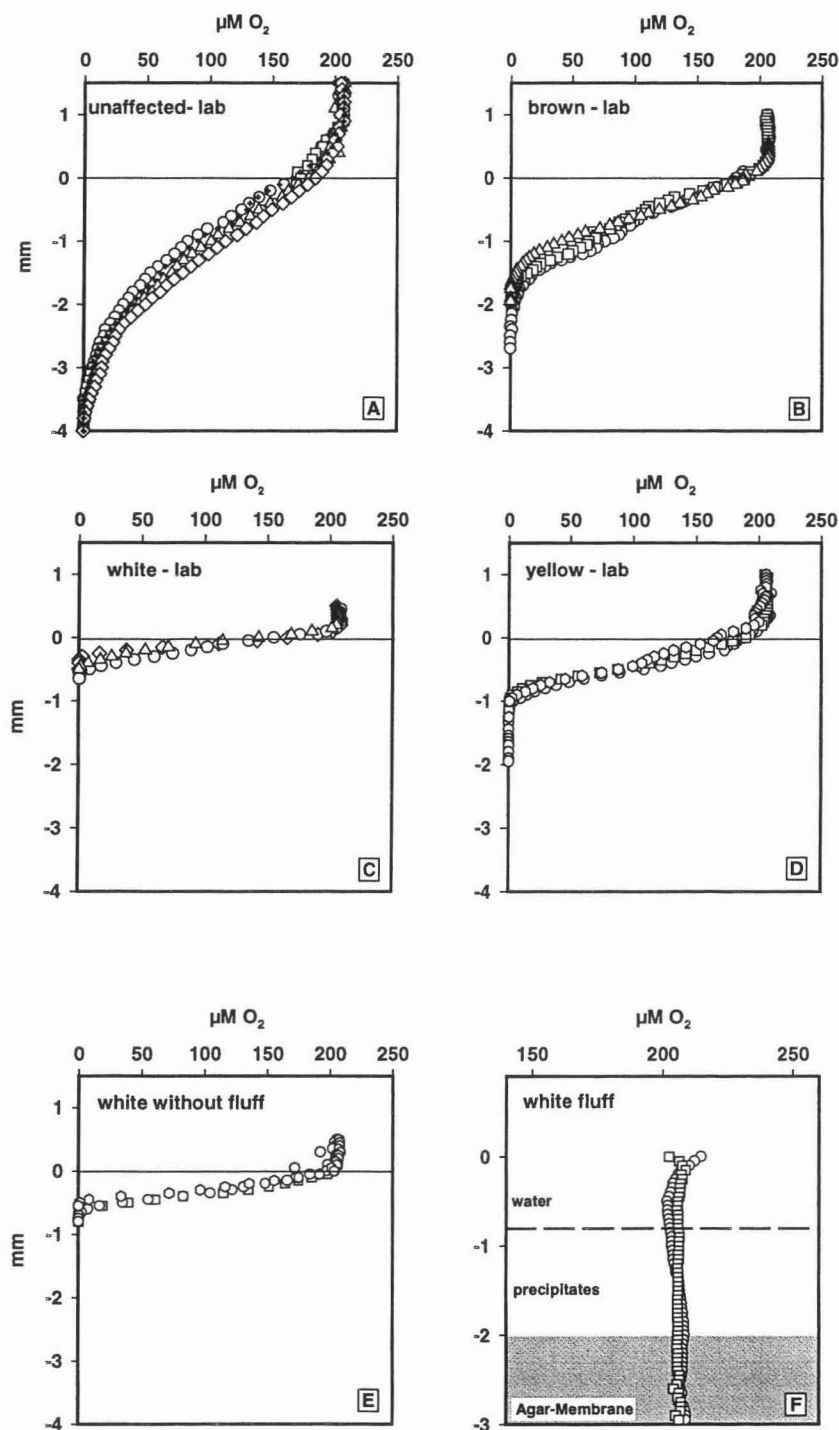 µM O2
0 50 100 150 200 250
unaffected- lab
1
0
-1
-2
-3
-4
mm
A
µM O2
0 50 100 150 200 250
brown - lab
1
0
-1
-2
-3
-4
B
µM O2
0 50 100 150 200 250
white - lab
1
0
-1
-2
-3
-4
mm
C
µM O2
0 50 100 150 200 250
yellow - lab
1
0
-1
-2
-3
-4
D
µM O2
0 50 100 150 200 250
white without fluff
1
0
-1
-2
-3
-4
mm
E
µM O2
150 200 250
white fluff
0
water
-1
precipitates
-2
Agar-Membrane
-3
F